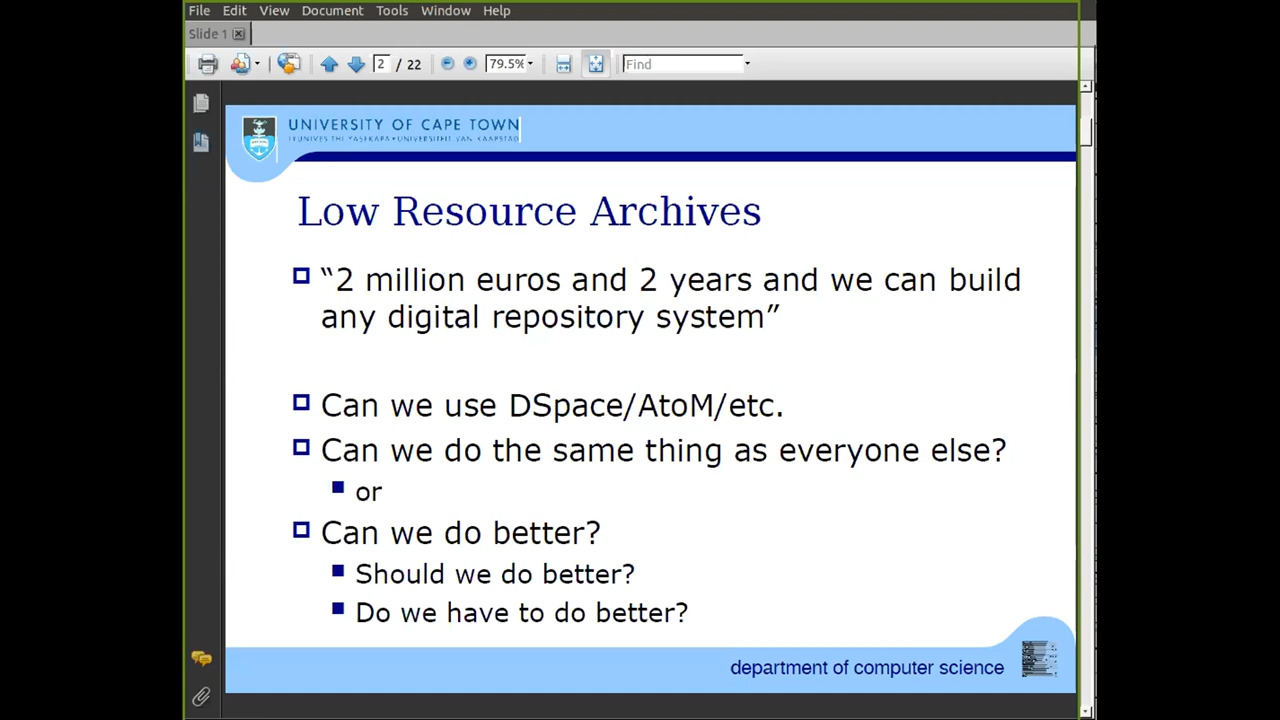 File Edit View Document Tools Window Help
Slide 1
2 / 22 79.5% Find
UNIVERSITY OF CAPE TOWN
Low Resource Archives
“2 million euros and 2 years and we can build
any digital repository system”
Can we use DSpace/AtoM/etc.
Can we do the same thing as everyone else?
or
Can we do better?
Should we do better?
Do we have to do better?
department of computer science